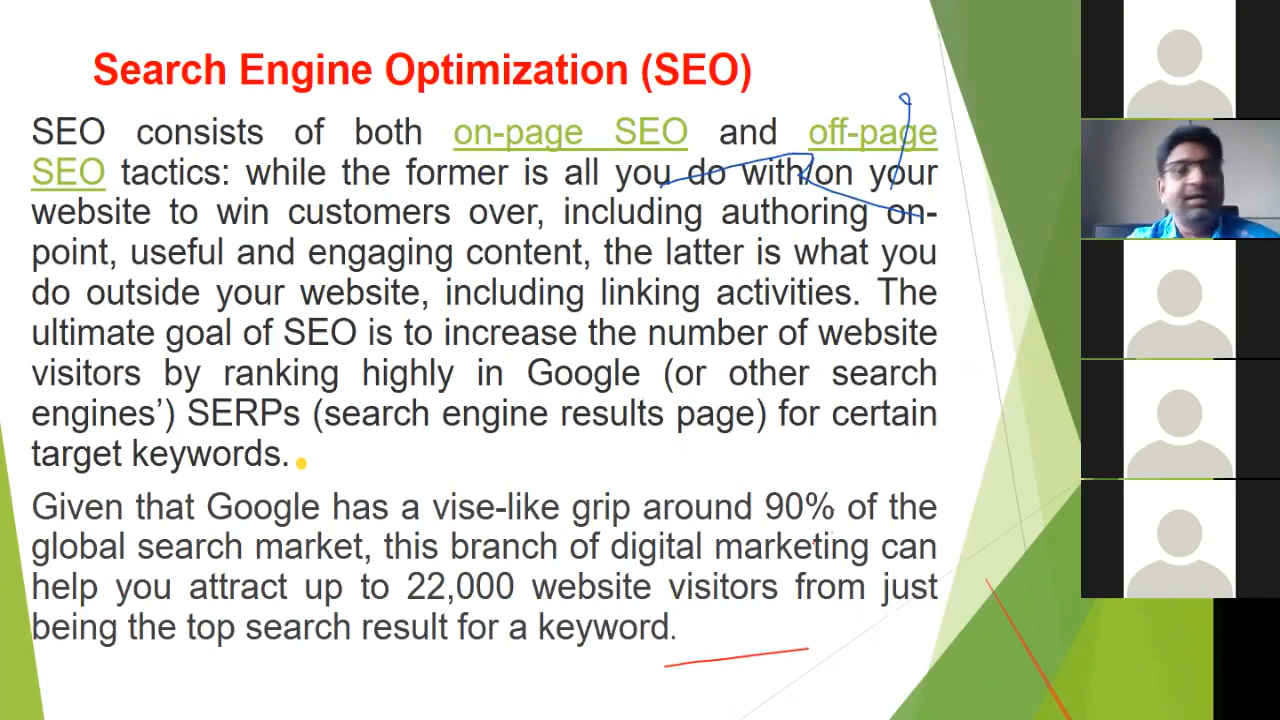 Search Engine Optimization (SEO)
SEO consists of both on-page SEO and off-page
SEO tactics: while the former is all you do with/on your
website to win customers over, including authoring on-
point, useful and engaging content, the latter is what you
do outside your website, including linking activities. The
ultimate goal of SEO is to increase the number of website
visitors by ranking highly in Google (or other search
engines’) SERPs (search engine results page) for certain
target keywords.
Given that Google has a vise-like grip around 90% of the
global search market, this branch of digital marketing can
help you attract up to 22,000 website visitors from just
being the top search result for a keyword.